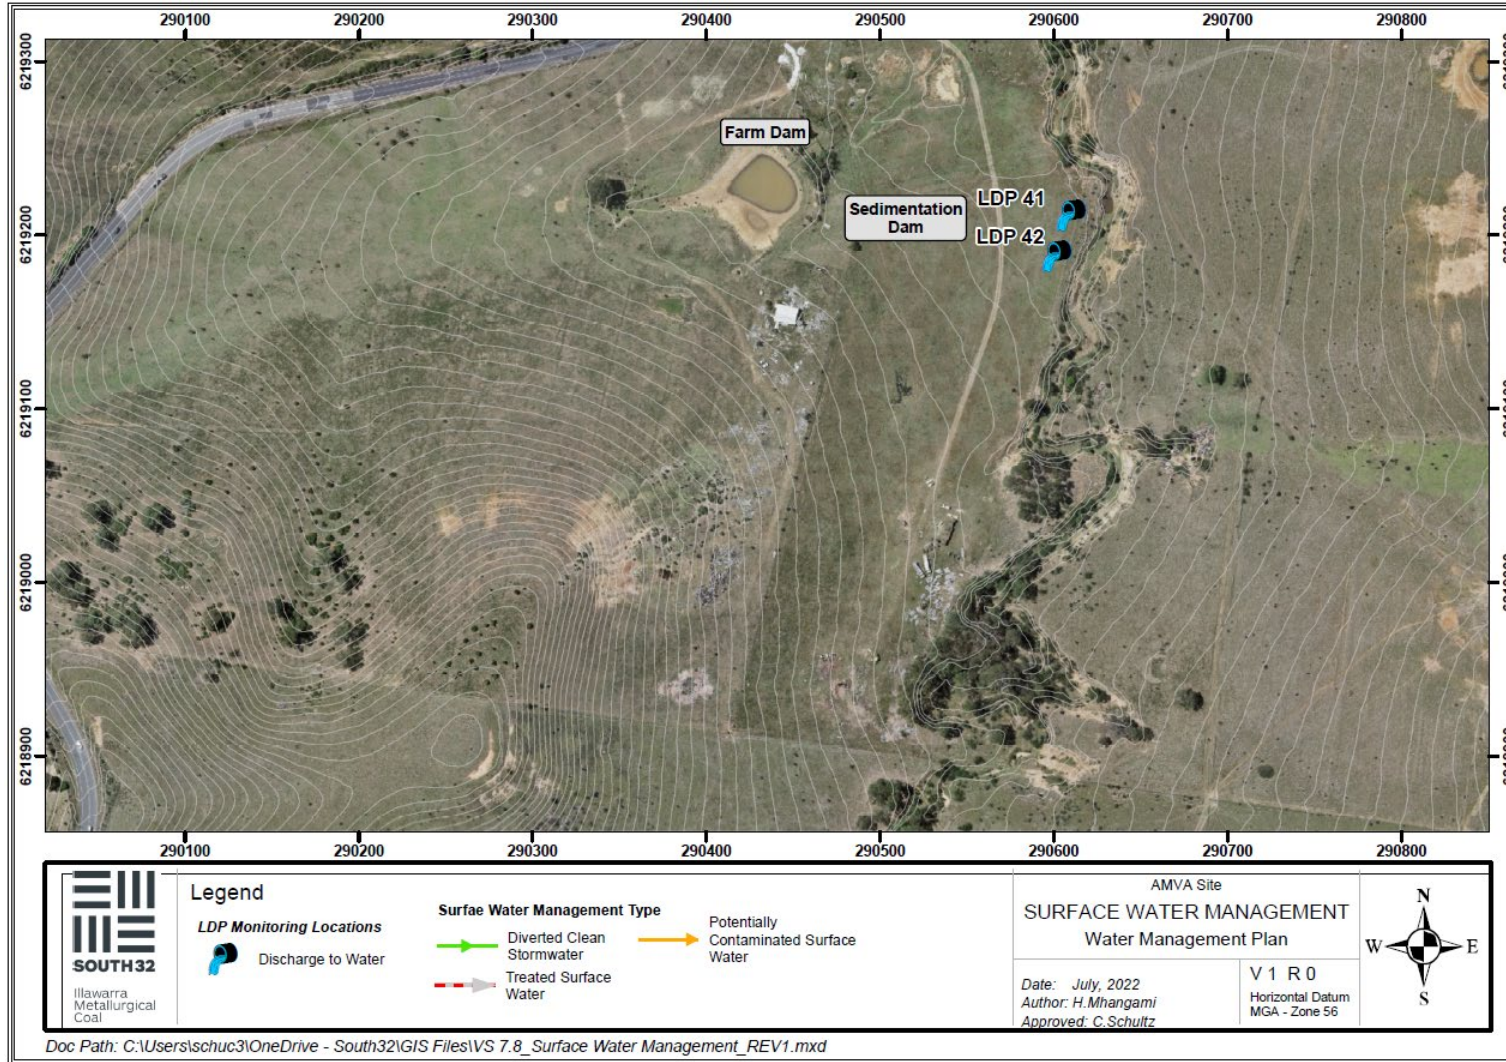 290100 290200 290300 290400 290500 290600 290700 290800
6219300
6219200
6219100
6219000
6218900
Farm Dam
Sedimentation
Dam
LDP 41
LDP 42
290100 290200 290300 290400 290500 290600 290700 290800
SOUTH32
Illawarra
Metallurgical
Coal
Legend
LDP Monitoring Locations
Discharge to Water
Surfae Water Management Type
Diverted Clean
Stormwater
Treated Surface
Water
Potentially
Contaminated Surface
Water
AMVA Site
SURFACE WATER MANAGEMENT
Water Management Plan
Date: July, 2022
Author: H.Mhangami
Approved: C.Schultz
V 1 R 0
Horizontal Datum
MGA - Zone 56
N
W E
S
Doc Path: C:\Users\schuc3\OneDrive - South32\GIS Files\VS 7.8_Surface Water Management_REV1.mxd